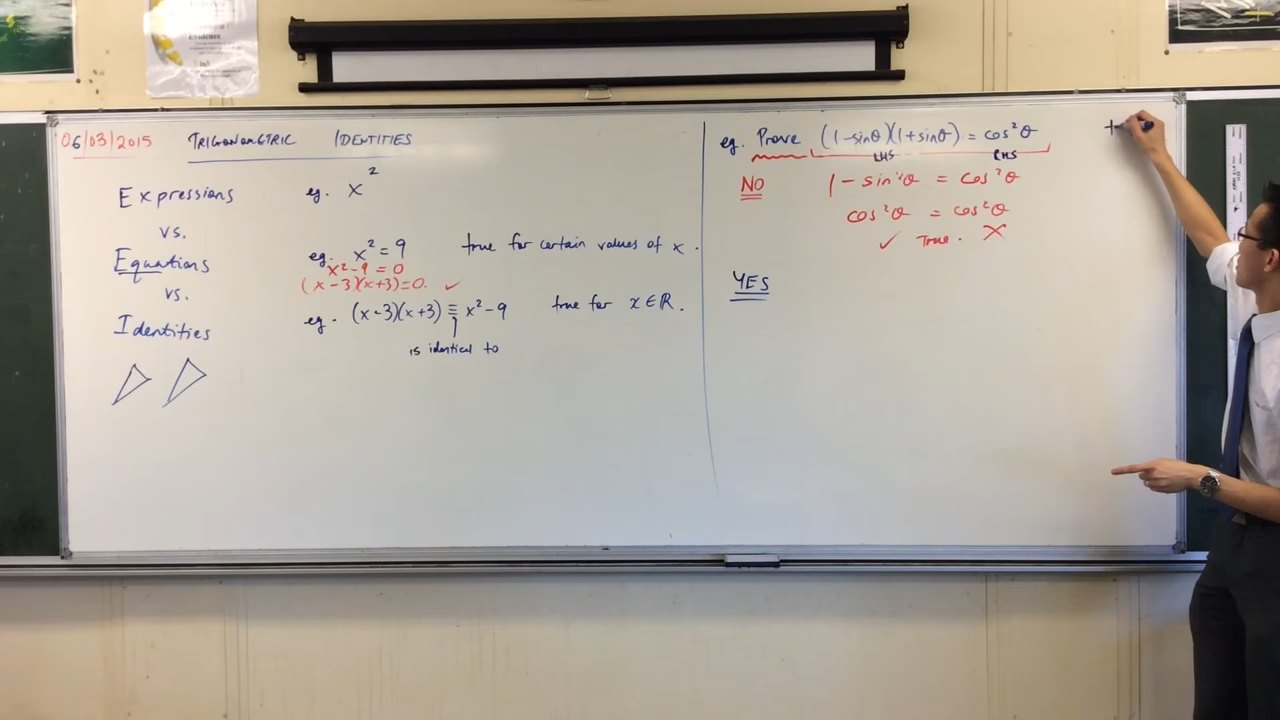 Evidence
06/03/2015 TRIGONOMETRIC IDENTITIES
Expressions eg. x²
vs.
Equations eg. x² = 9 true for certain values of x.
x² - 9 = 0
(x - 3)(x + 3) = 0. ✓
vs.
Identities eg. (x - 3)(x + 3) ≡ x² - 9 true for x ∈ ℝ.
is identical to
eg. Prove (1 - sinθ)(1 + sinθ) = cos²θ
LHS RHS
NO 1 - sin²θ = cos²θ
cos²θ = cos²θ
✓ True. ✗
YES